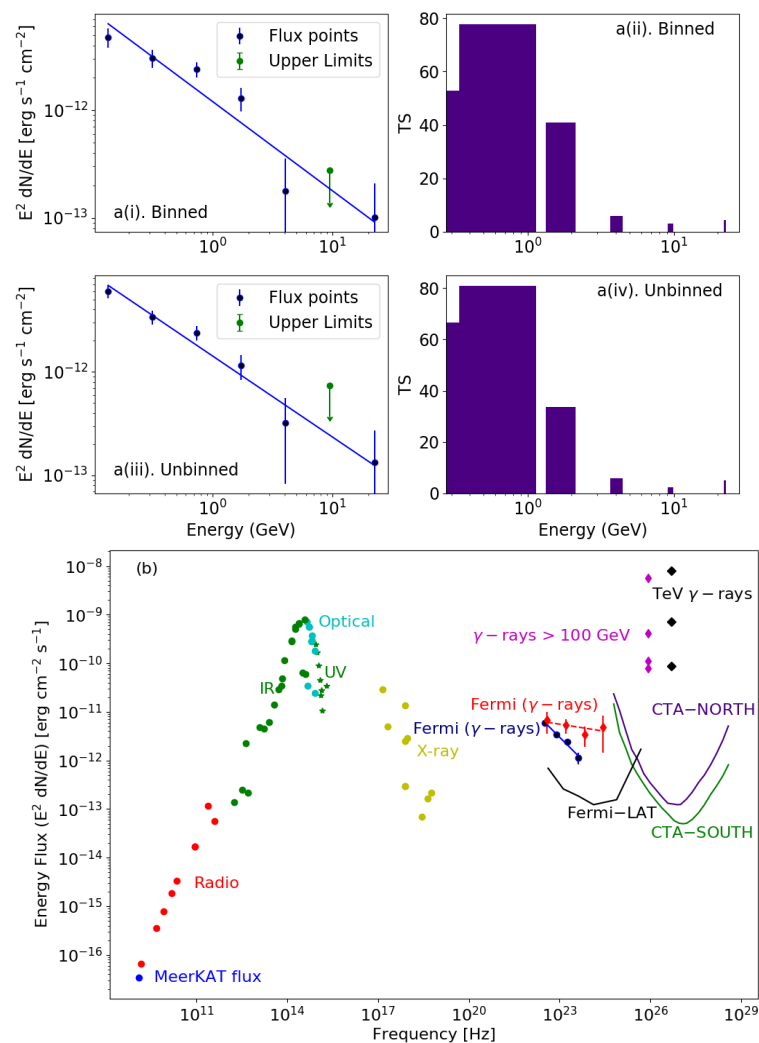 E² dN/dE [erg s⁻¹ cm⁻²]
10⁻¹²
10⁻¹³
Flux points
Upper Limits
a(i). Binned
10⁰ 10¹
TS
80
60
40
20
0
a(ii). Binned
10⁰ 10¹
E² dN/dE [erg s⁻¹ cm⁻²]
10⁻¹²
10⁻¹³
Flux points
Upper Limits
a(iii). Unbinned
10⁰ 10¹
Energy (GeV)
TS
80
60
40
20
0
a(iv). Unbinned
10⁰ 10¹
Energy (GeV)
Energy Flux (E² dN/dE) [erg cm⁻² s⁻¹]
10⁻⁸
10⁻⁹
10⁻¹⁰
10⁻¹¹
10⁻¹²
10⁻¹³
10⁻¹⁴
10⁻¹⁵
10⁻¹⁶
(b)
TeV γ − rays
Optical
γ − rays > 100 GeV
UV
IR
Fermi (γ − rays)
CTA−NORTH
Fermi (γ − rays)
X-ray
Fermi−LAT
CTA−SOUTH
Radio
MeerKAT flux
10¹¹ 10¹⁴ 10¹⁷ 10²⁰ 10²³ 10²⁶ 10²⁹
Frequency [Hz]